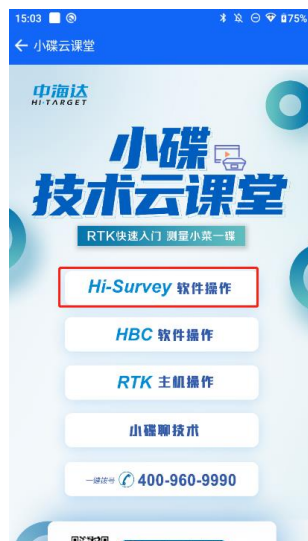 15:03 75%
← 小碟云课堂
中海达
HI-TARGET
小碟
技术云课堂
RTK快速入门 测量小菜一碟
Hi-Survey 软件操作
HBC 软件操作
RTK 主机操作
小碟聊技术
一键拨号 400-960-9990